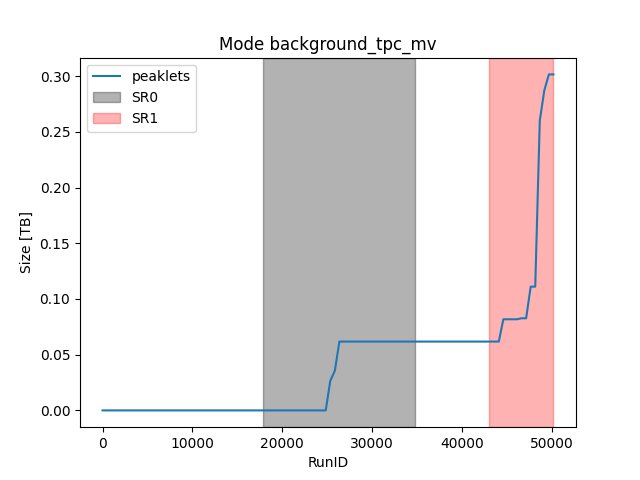 Mode background_tpc_mv
peaklets
SR0
SR1
0.30
0.25
0.20
0.15
0.10
0.05
0.00
Size [TB]
0 10000 20000 30000 40000 50000
RunID